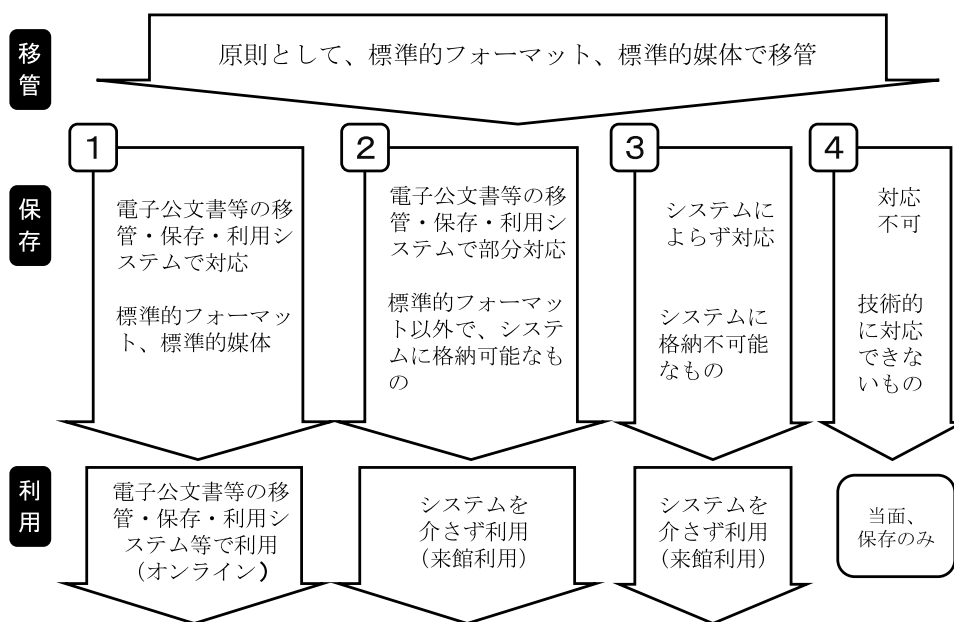 移管
原則として、標準的フォーマット、標準的媒体で移管
保存
1
電子公文書等の移
管・保存・利用シ
ステムで対応
標準的フォーマッ
ト、標準的媒体
2
電子公文書等の移
管・保存・利用シ
ステムで部分対応
標準的フォーマッ
ト以外で、システ
ムに格納可能なも
の
3
システムに
よらず対応
システムに
格納不可能
なもの
4
対応
不可
技術的
に対応
できな
いもの
利用
電子公文書等の移
管・保存・利用シ
ステム等で利用
(オンライン)
システムを
介さず利用
(来館利用)
システムを
介さず利用
(来館利用)
当面、
保存のみ